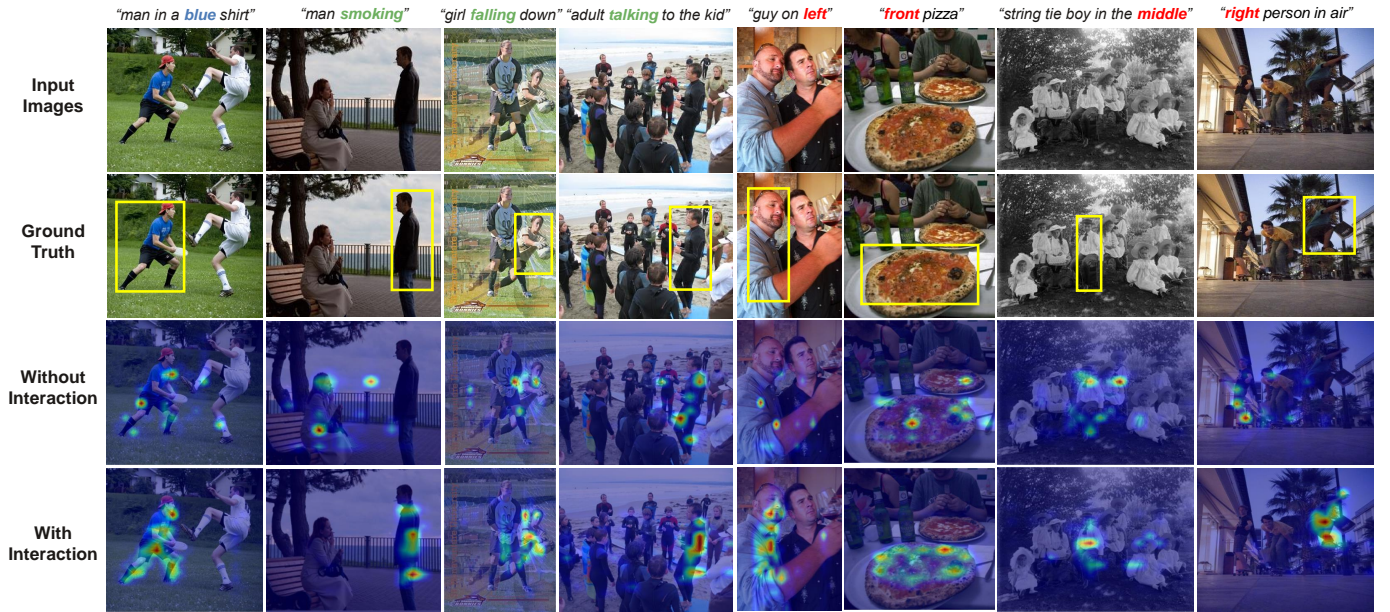 "man in a blue shirt"
"man smoking"
"girl falling down"
"adult talking to the kid"
"guy on left"
"front pizza"
"string tie boy in the middle"
"right person in air"
Input
Images
Ground
Truth
Without
Interaction
With
Interaction